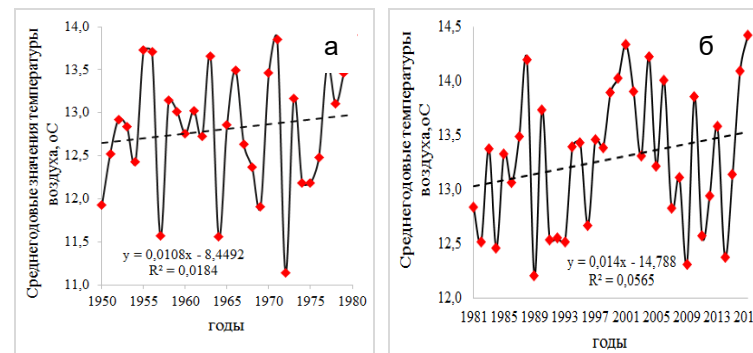 Среднегодовые значения температуры
воздуха, оС
14,0
13,5
13,0
12,5
12,0
11,5
11,0
а
y = 0,0108x - 8,4492
R² = 0,0184
1950 1955 1960 1965 1970 1975 1980
годы
Среднегодовые температуры
воздуха,оС
14,5
14,0
13,5
13,0
12,5
12,0
б
y = 0,014x - 14,788
R² = 0,0565
1981 1985 1989 1993 1997 2001 2005 2009 2013 201
годы